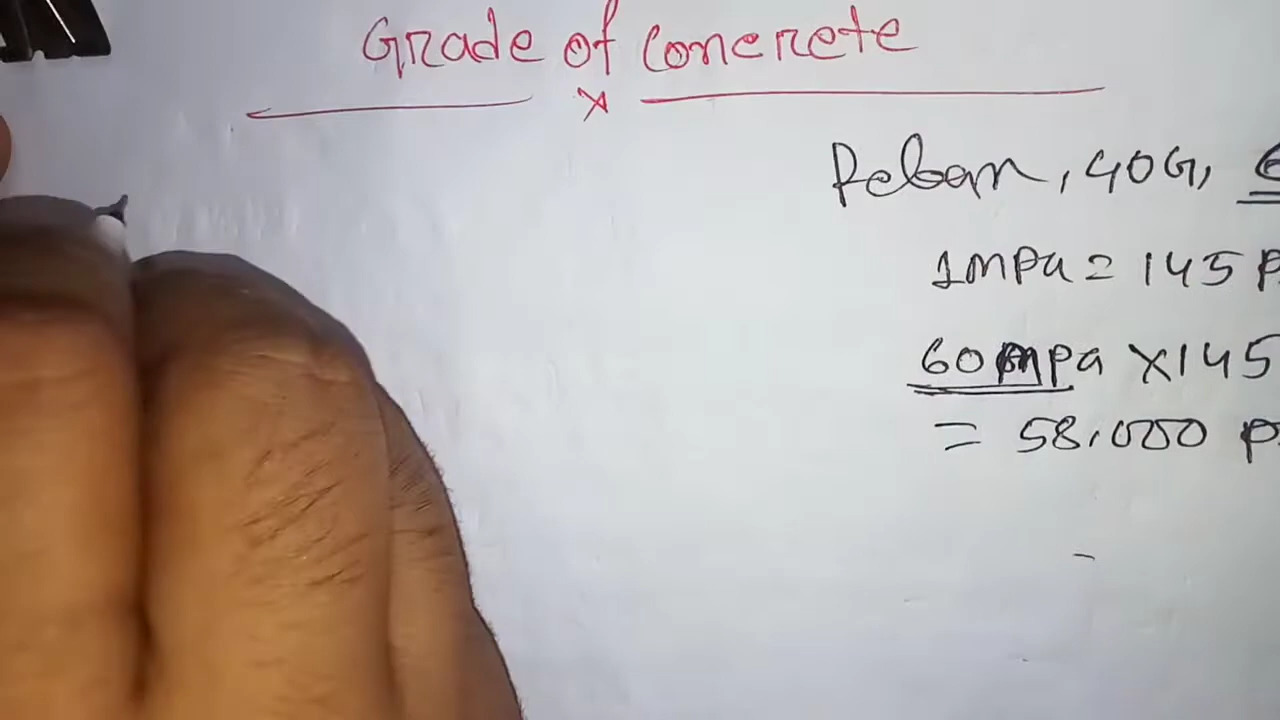 Grade of Concrete
x
Rebar, 40G,
1mpa = 145 P
60mpa x145
= 58,000 P